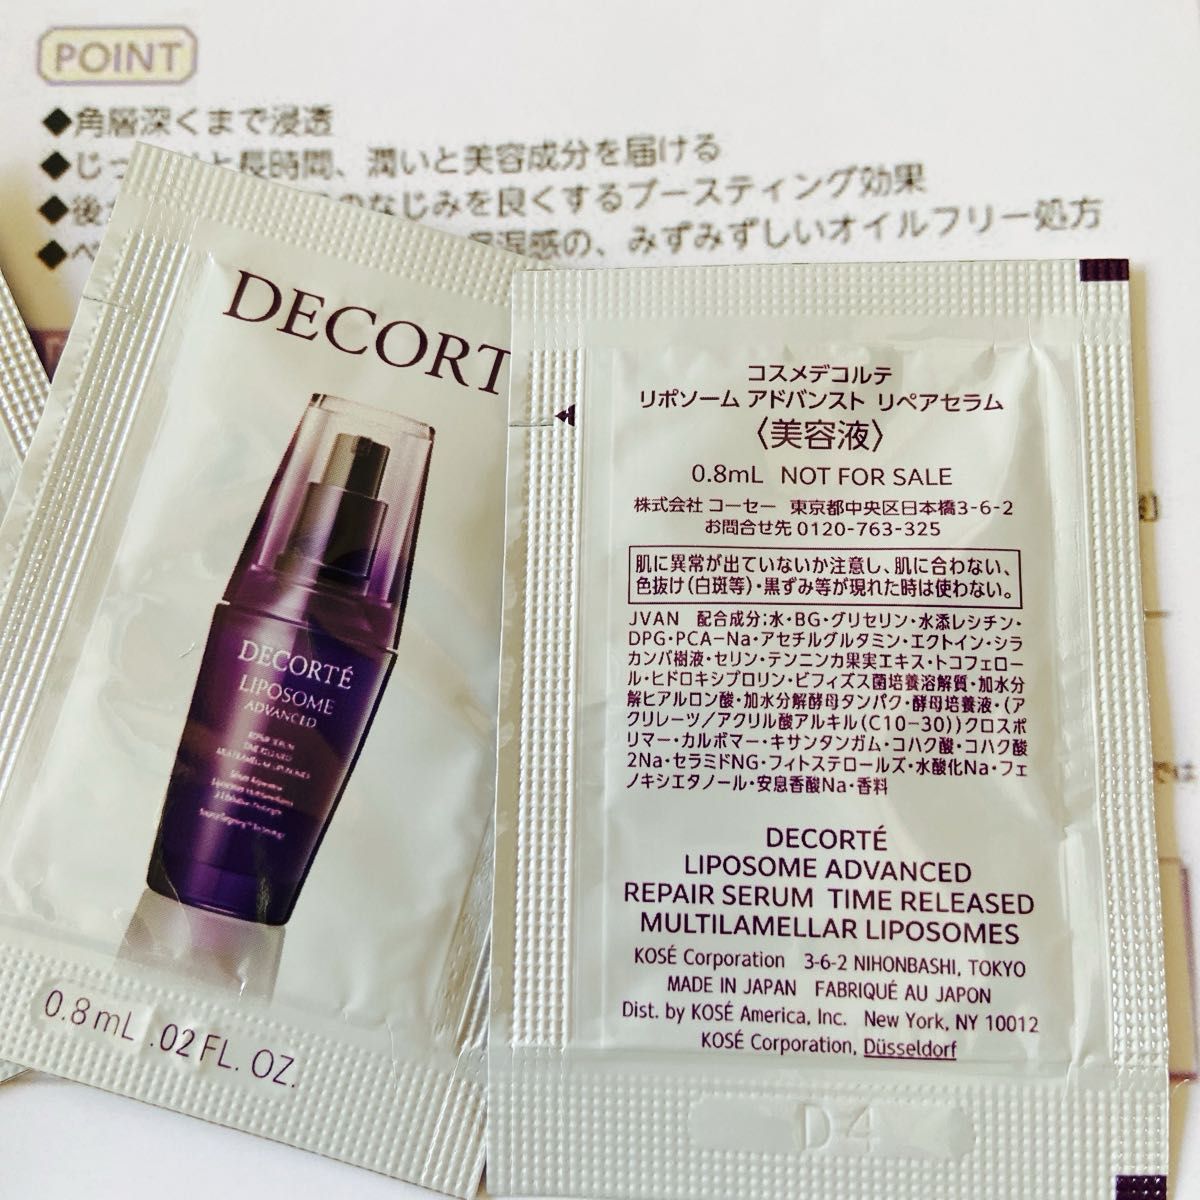 POINT
◆角層深くまで浸透
◆じっ と長時間、潤いと美容成分を届ける
◆後 のなじみを良くするブースティング効果
◆ベ 保湿感の、みずみずしいオイルフリー処方
DECORT
DECORTÉ
LIPOSOME
ADVANCED
REPAIR SERUM
TIME RELEASED
MULTILAMELLAR LIPOSOMES
0.8mL .02 FL. OZ.
コスメデコルテ
リポソーム アドバンスト リペアセラム
〈美容液〉
0.8mL NOT FOR SALE
株式会社 コーセー 東京都中央区日本橋3-6-2
お問合せ先 0120-763-325
肌に異常が出ていないか注意し、肌に合わない、
色抜け(白斑等)・黒ずみ等が現れた時は使わない。
JVAN 配合成分:水・BG・グリセリン・水添レシチン・
DPG・PCA-Na・アセチルグルタミン・エクトイン・シラ
カンバ樹液・セリン・テンニンカ果実エキス・トコフェロー
ル・ヒドロキシプロリン・ビフィズス菌培養溶解質・加水分
解ヒアルロン酸・加水分解酵母タンパク・酵母培養液・(ア
クリレーツ/アクリル酸アルキル(C10-30))クロスポ
リマー・カルボマー・キサンタンガム・コハク酸・コハク酸
2Na・セラミドNG・フィトステロールズ・水酸化Na・フェ
ノキシエタノール・安息香酸Na・香料
DECORTÉ
LIPOSOME ADVANCED
REPAIR SERUM TIME RELEASED
MULTILAMELLAR LIPOSOMES
KOSÉ Corporation 3-6-2 NIHONBASHI, TOKYO
MADE IN JAPAN FABRIQUÉ AU JAPON
Dist. by KOSÉ America, Inc. New York, NY 10012
KOSÉ Corporation, Düsseldorf
D4